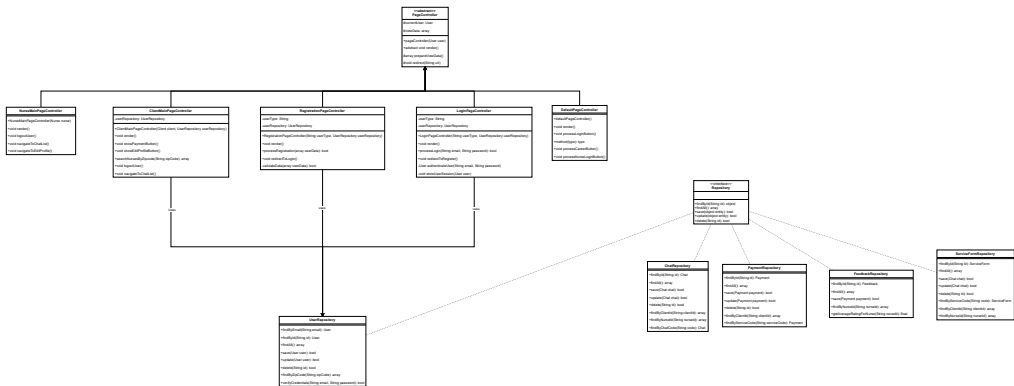 <<abstract>>
PageController
#currentUser: User
#viewData: array
+pageController(User user)
+abstract void render()
#array prepareViewData()
#void redirect(String url)
NurseMainPageController
+NurseMainPageController(Nurse nurse)
+void render()
+void logoutUser()
+void navigateToChatList()
+void navigateToEditProfile()
ClientMainPageController
-userRepository: UserRepository
+ClientMainPageController(Client client, UserRepository userRepository)
+void render()
+void showPaymentButton()
+void showEditProfileButton()
+searchNursesByZipcode(String zipCode): array
+void logoutUser()
+void navigateToChatList()
RegistrationPageController
-userType: String
-userRepository: UserRepository
+RegistrationPageController(String userType, UserRepository userRepository)
+void render()
+processRegistration(array userData): bool
+void redirectToLogin()
-validateData(array userData): bool
LoginPageController
-userType: String
-userRepository: UserRepository
+LoginPageController(String userType, UserRepository userRepository)
+void render()
+processLogin(String email, String password): bool
+void redirectToRegister()
-User authenticateUser(String email, String password)
-void storeUserSession(User user)
DefaultPageController
+defaultPageController()
+void render()
+void processLoginButton()
+method(type): type
+void processCareerButton()
<<interface>>
Repository
+findById(String id): object
+findAll(): array
+save(object entity): bool
+update(object entity): bool
+delete(String id): bool
ChatRepository
+findById(String id): Chat
+findAll(): array
+save(Chat chat): bool
+update(Chat chat): bool
+delete(String id): bool
+findByClientId(String clientId): array
+findByNurseId(String nurseId): array
+findByChatCode(String code): Chat
PaymentRepository
+findById(String id): Payment
+findAll(): array
+save(Payment payment): bool
+update(Payment payment): bool
+delete(String id): bool
+findByClientId(String clientId): array
+findByServiceCode(String serviceCode): Payment
FeedbackRepository
+findById(String id): Feedback
+findAll(): array
+save(Payment payment): bool
+findByNurseId(String nurseId): array
+getAverageRatingForNurse(String nurseId): float
ServiceFormRepository
+findById(String id): ServiceForm
+findAll(): array
+save(Chat chat): bool
+update(Chat chat): bool
+delete(String id): bool
+findByServiceCode(String code): ServiceForm
+findByClientId(String clientId): array
+findByNurseId(String nurseId): array
UserRepository
+findByEmail(String email): User
+findById(String id): User
+findAll(): array
+save(User user): bool
+update(User user): bool
+delete(String id): bool
+findByZipCode(String zipCode): array
+verifyCredentials(String email, String password): bool